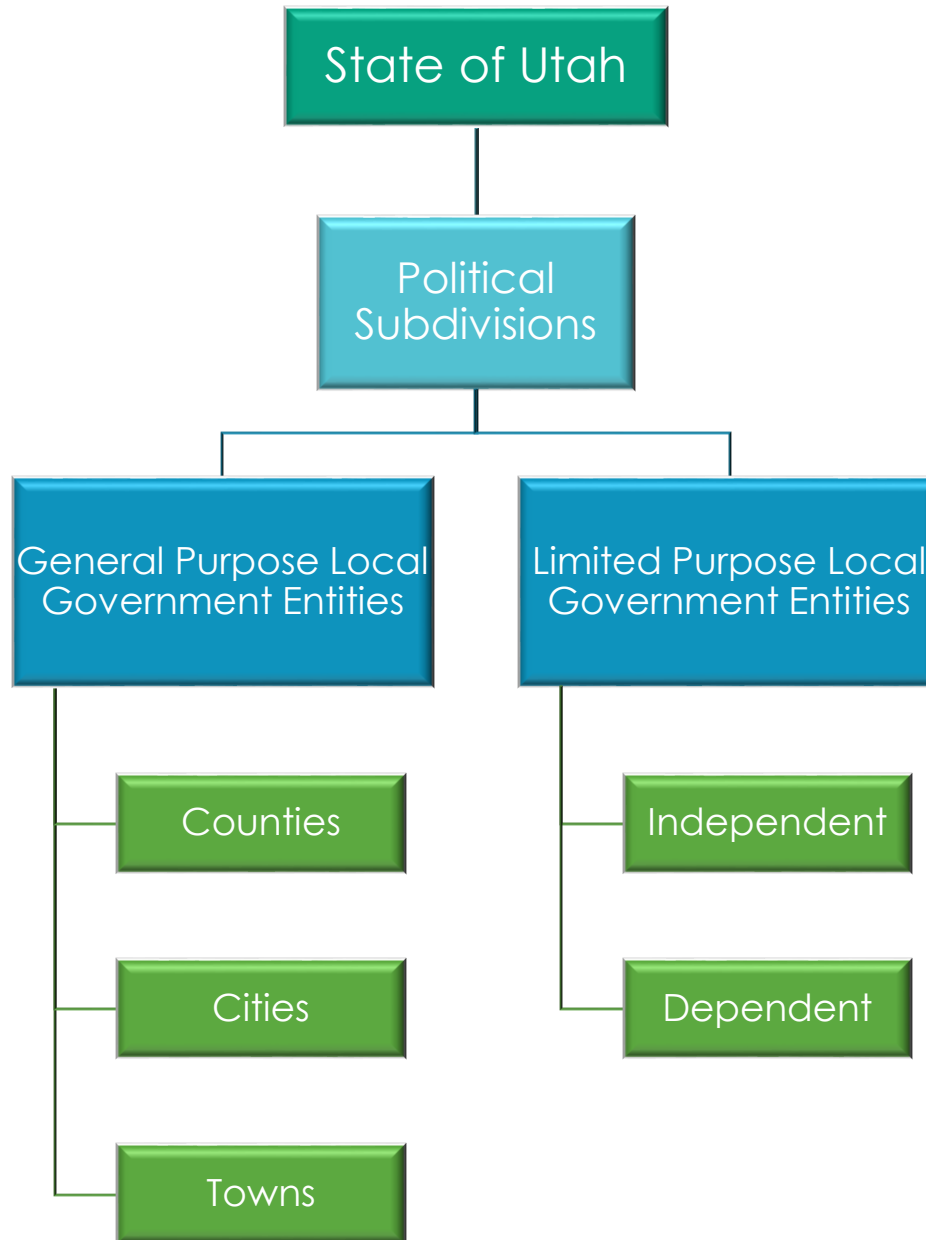 State of Utah
Political
Subdivisions
General Purpose Local
Government Entities
Limited Purpose Local
Government Entities
Counties
Independent
Cities
Dependent
Towns